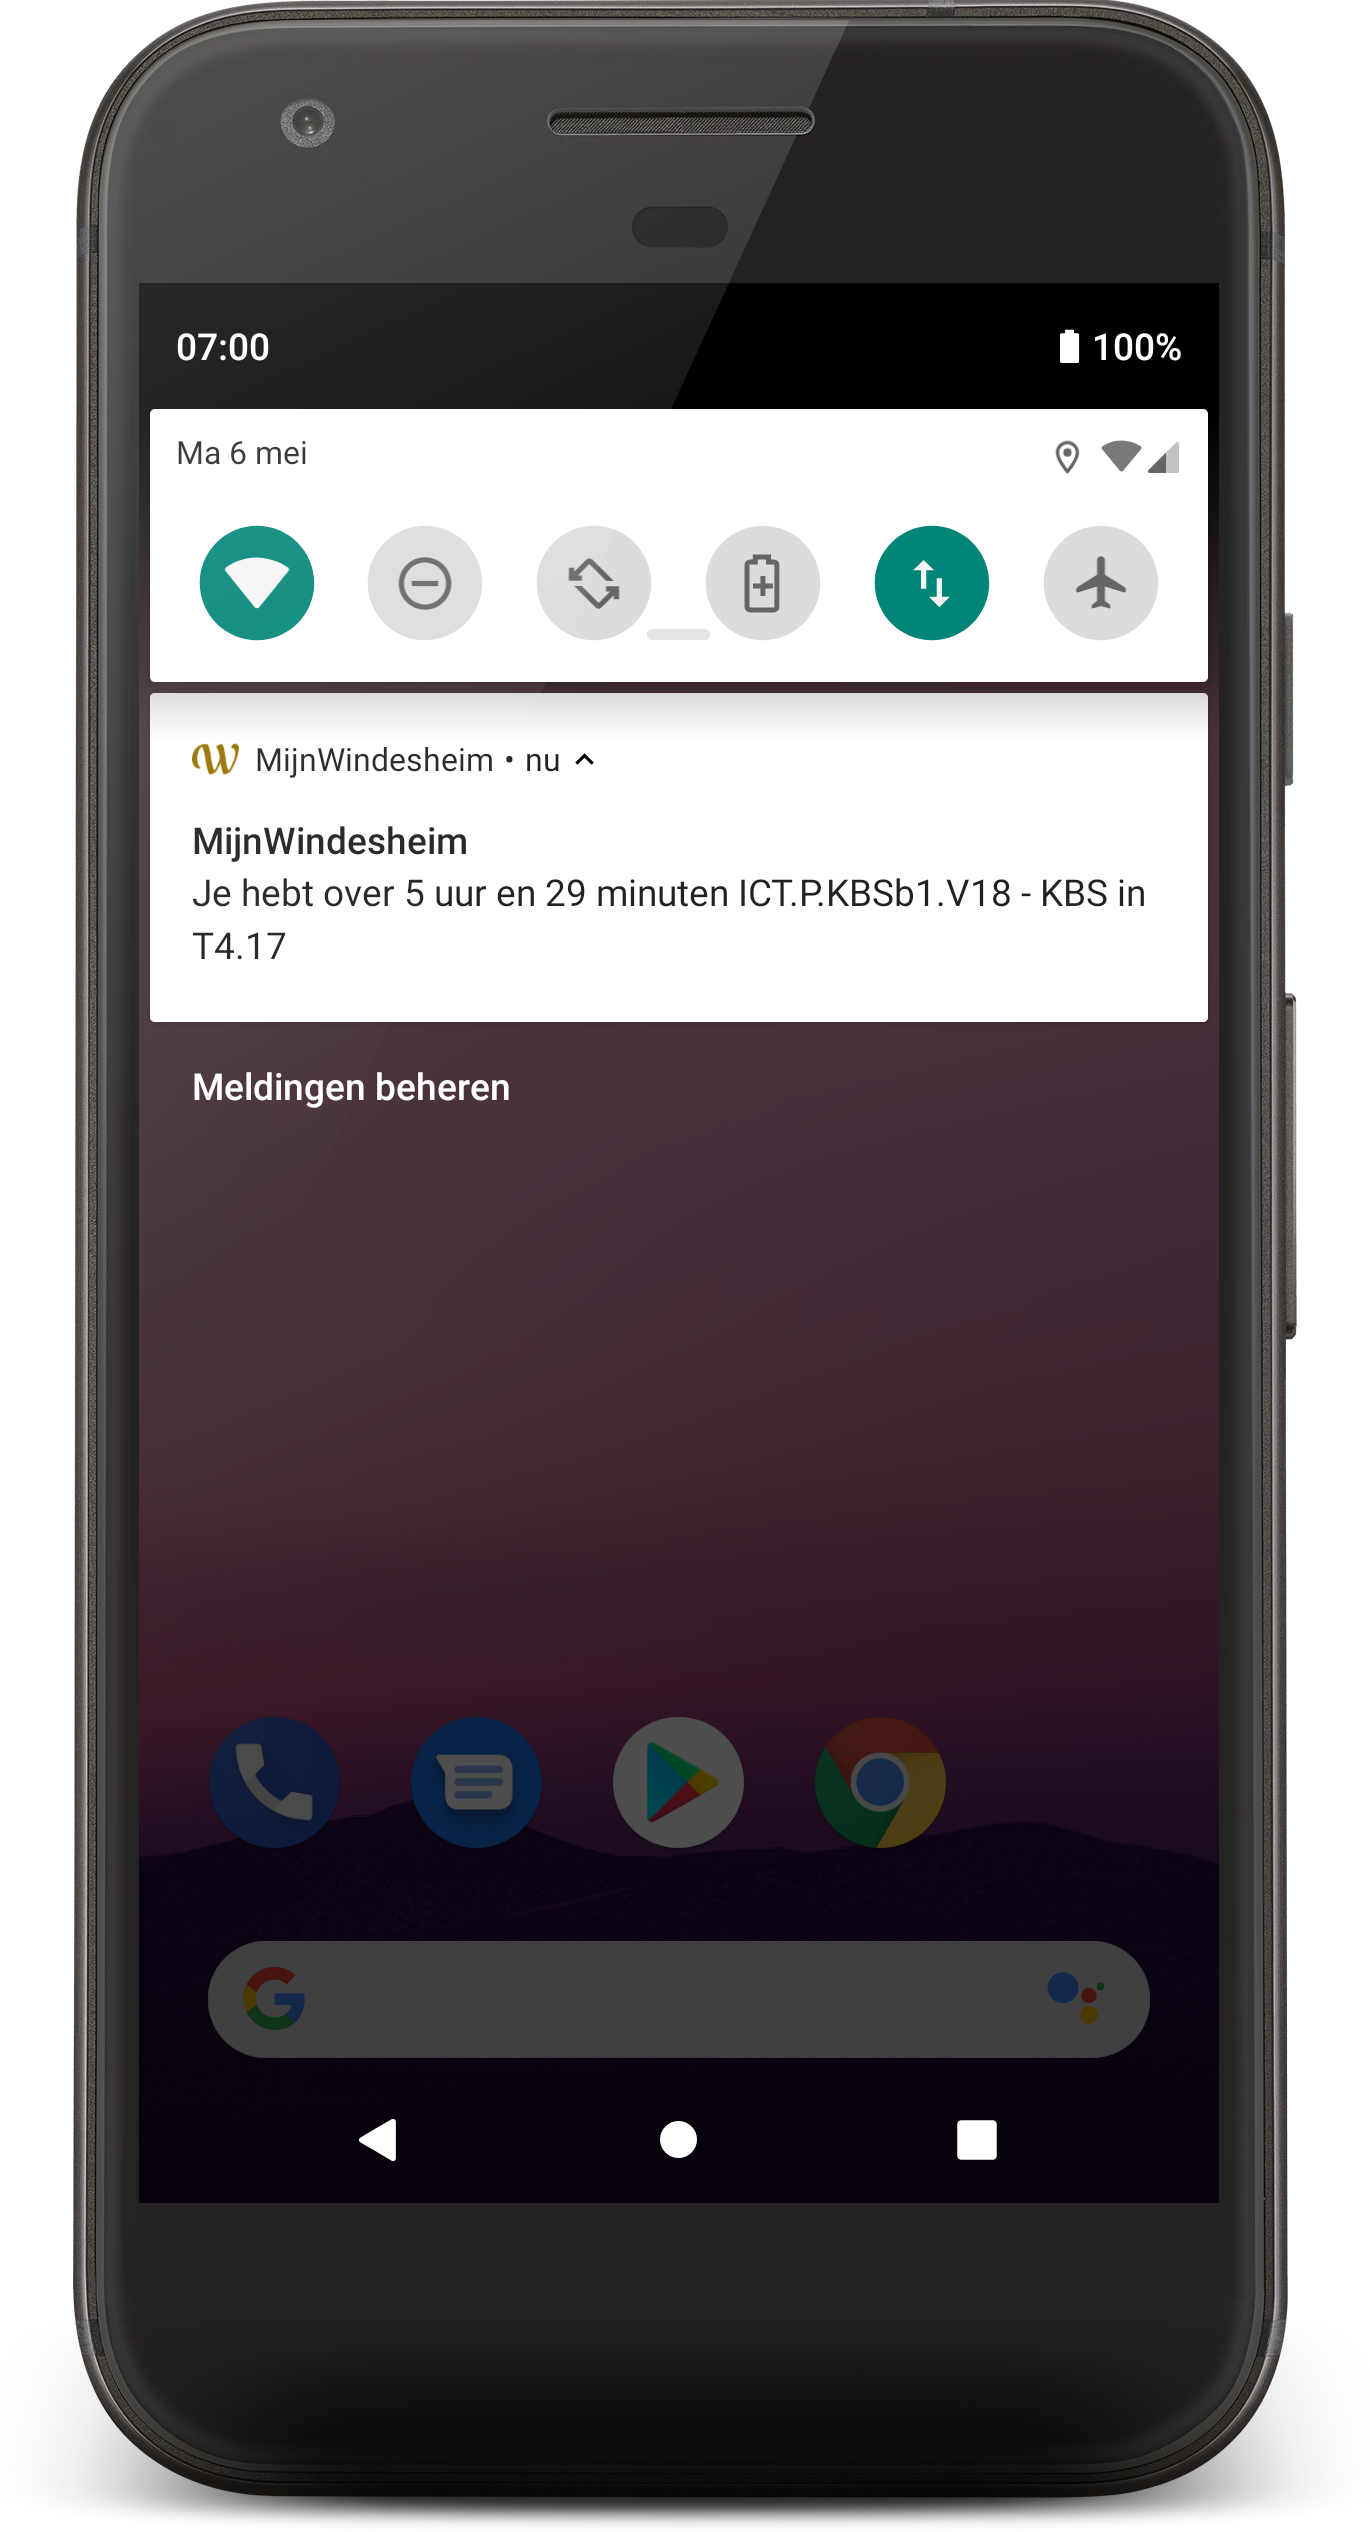 07:00 100%
Ma 6 mei
MijnWindesheim • nu
MijnWindesheim
Je hebt over 5 uur en 29 minuten ICT.P.KBSb1.V18 - KBS in
T4.17
Meldingen beheren